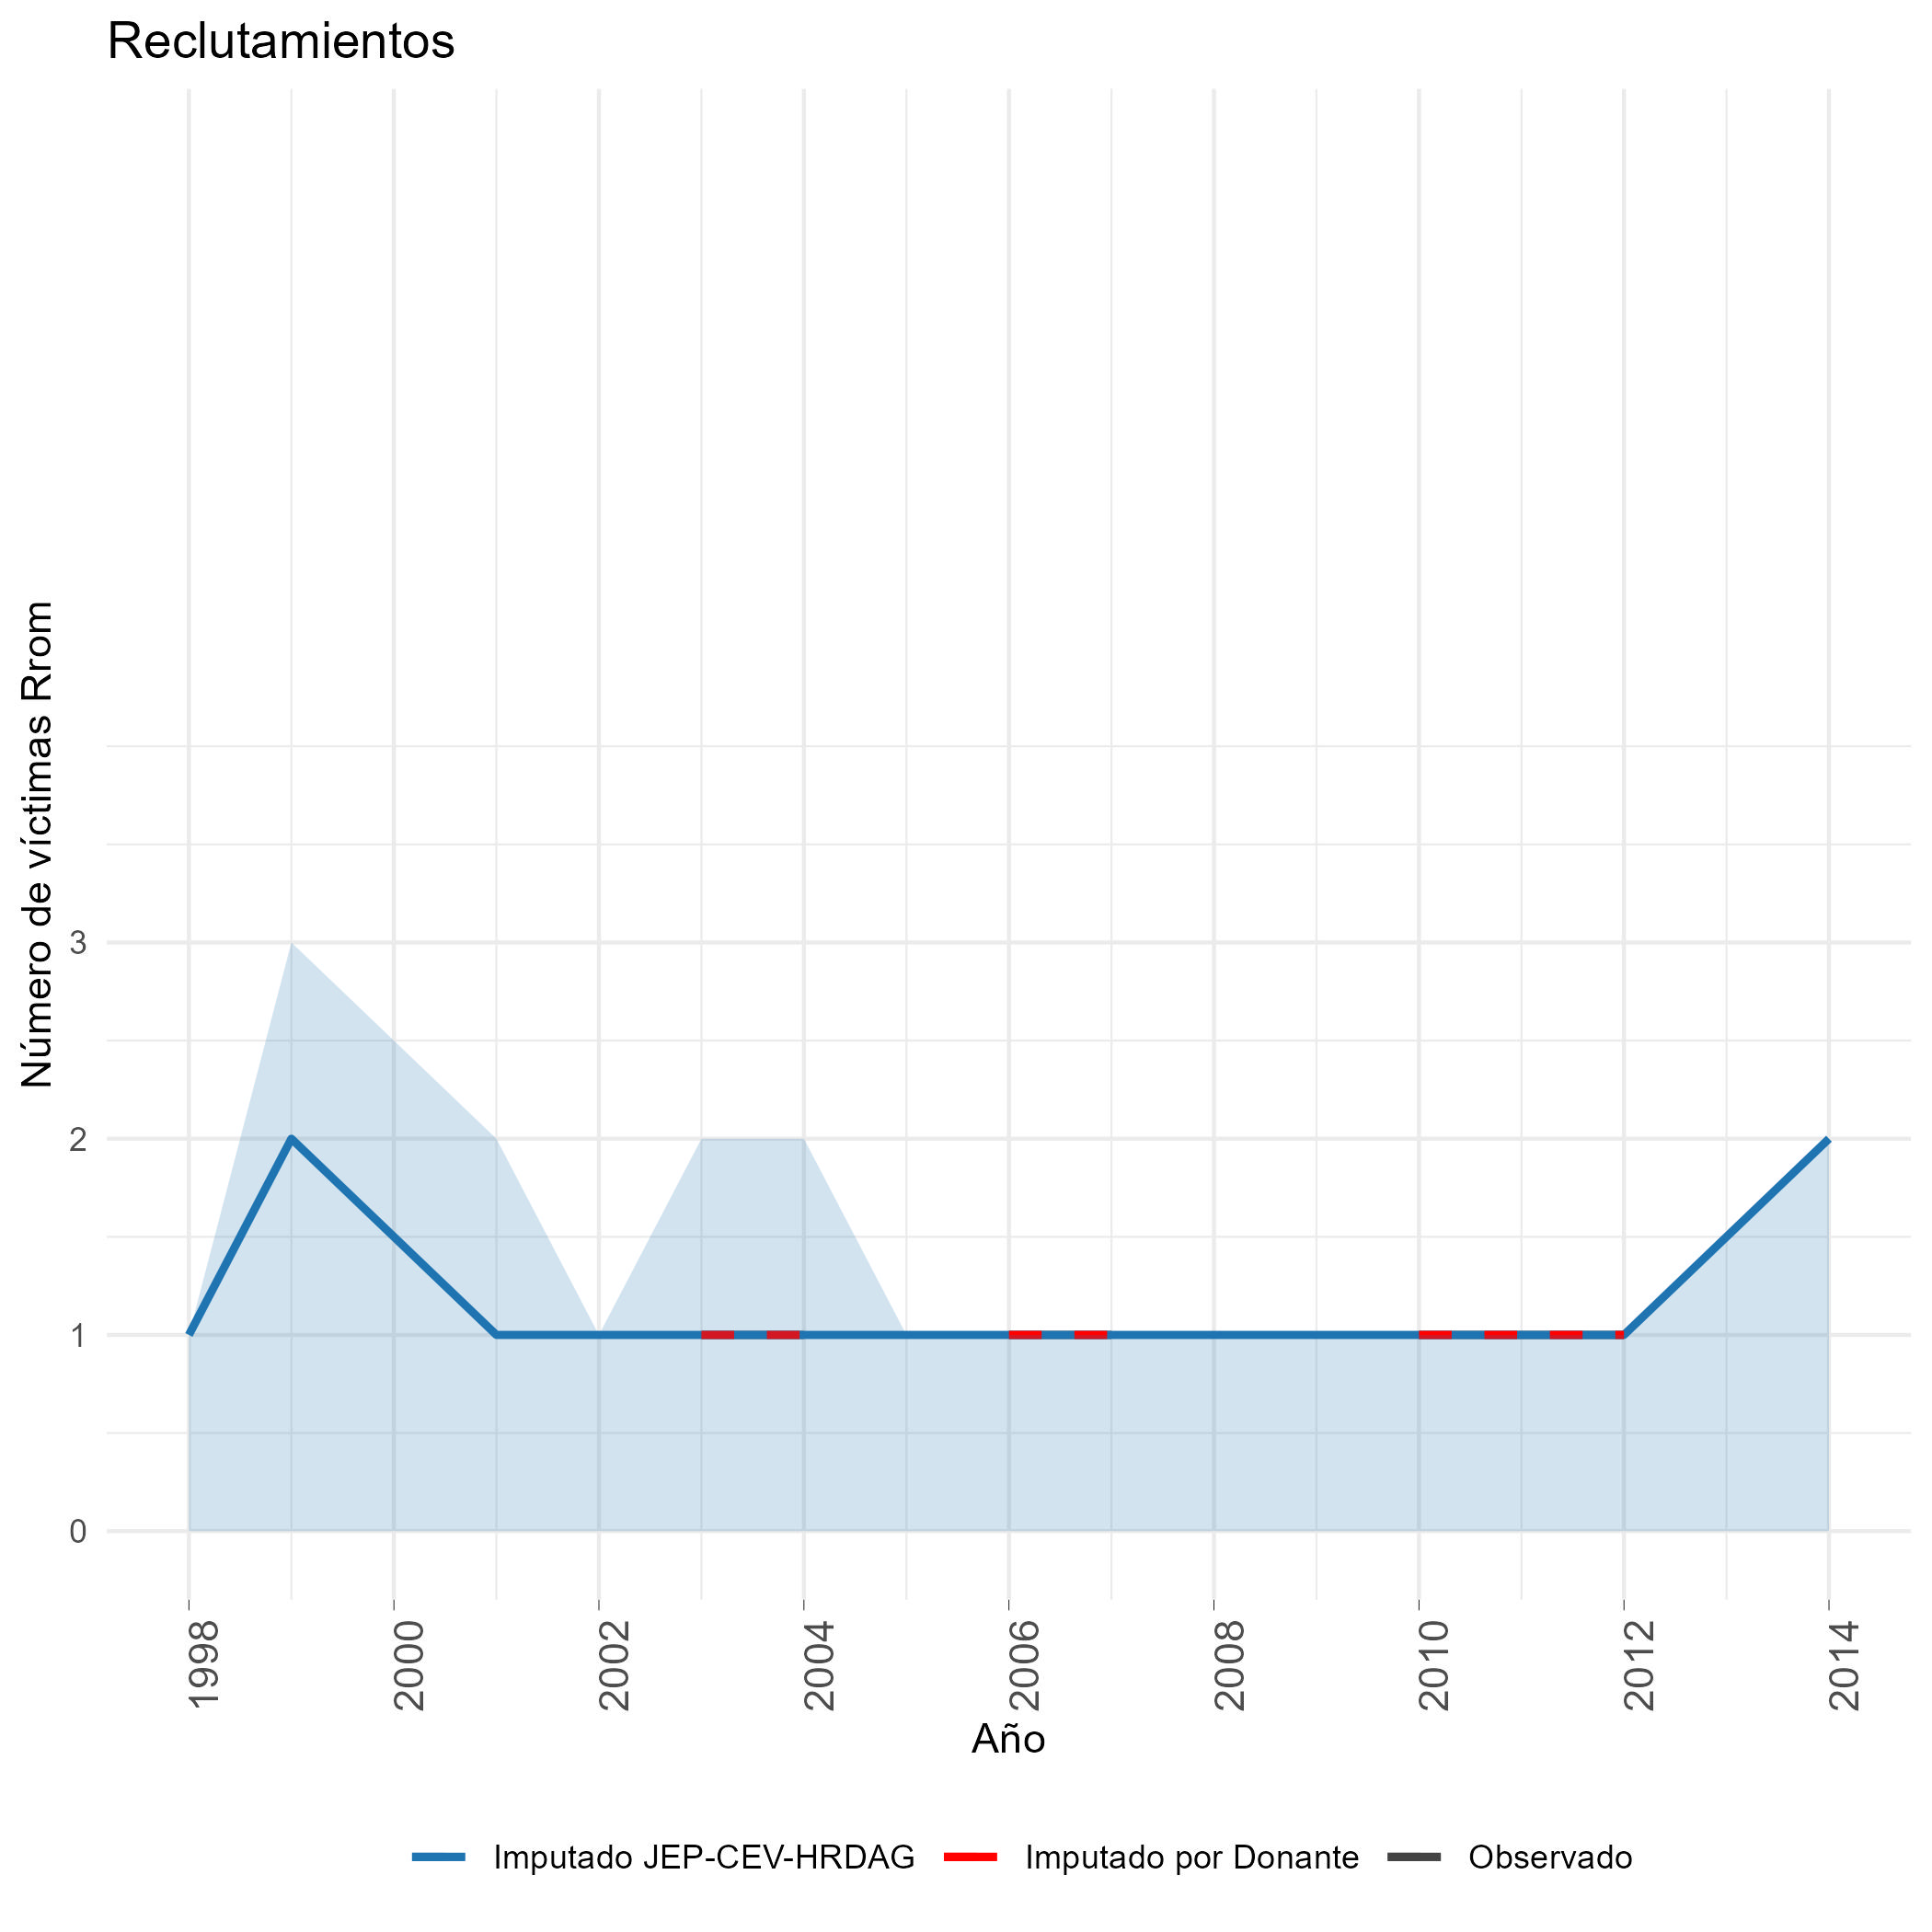 Reclutamientos
Número de víctimas Rrom
3
2
1
0
1998 2000 2002 2004 2006 2008 2010 2012 2014
Año
Imputado JEP-CEV-HRDAG Imputado por Donante Observado